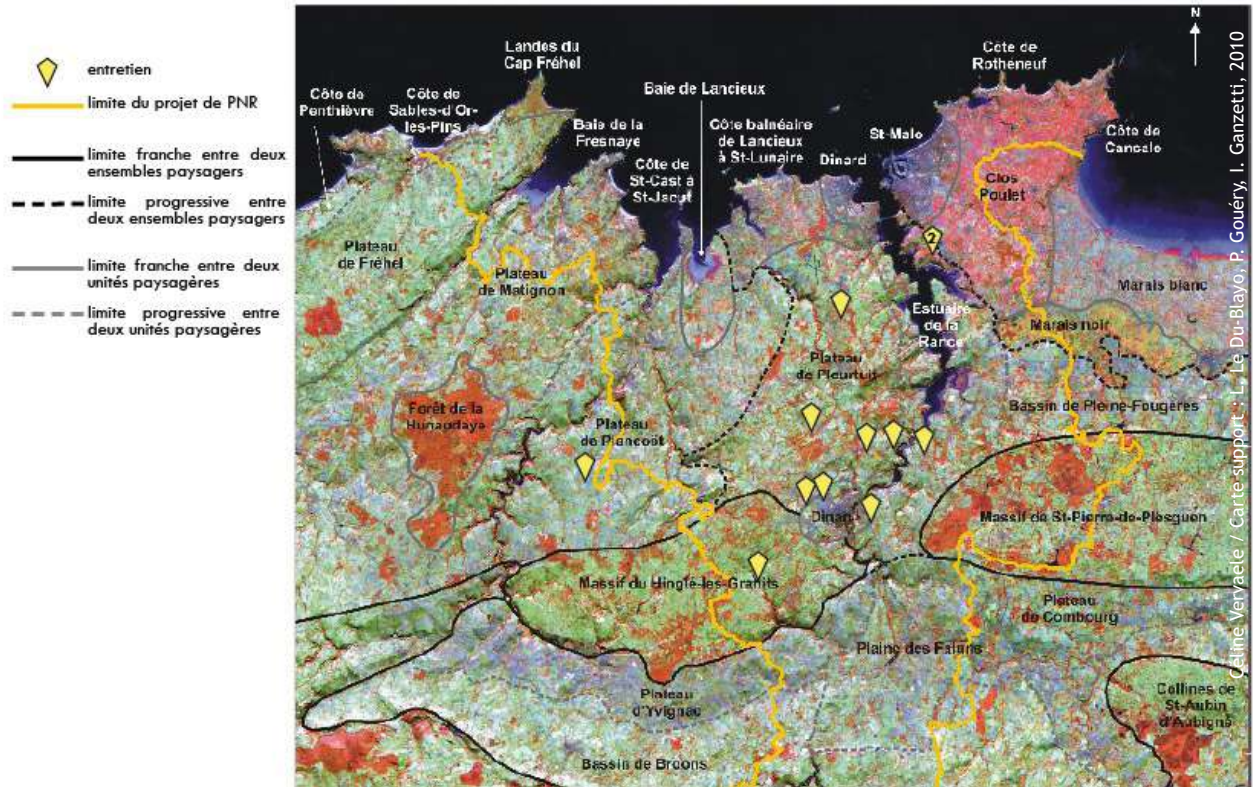 entretien
limite du projet de PNR
limite franche entre deux
ensembles paysagers
limite progressive entre
deux ensembles paysagers
limite franche entre deux
unités paysagères
limite progressive entre
deux unités paysagères
N
Landes du
Cap Fréhel
Côte de
Rotheneuf
Côte de
Penthièvre
Côte de
Sables-d'Or-
les-Pins
Baie de Lancieux
Baie de la
Fresnaye
Côte balnéaire
de Lancieux
à St-Lunaire
St-Malo
Côte de
Cancale
Côte de
St-Cast à
St-Jacut
Dinard
Clos
Poulet
2
Plateau
de Fréhel
Plateau
de Matignon
Marais blanc
Estuaire
de la
Rance
Marais noir
Plateau
de Pleurtuit
Forêt de la
Hunaudaye
Bassin de Pleine-Fougères
Plateau
de Plancoët
Dinan
Massif de St-Pierre-de-Plesguen
Massif du Hinglé-les-Granits
Plateau
de Combourg
Plaine des Faluns
Plateau
d'Yvignac
Collines de
St-Aubin
d'Aubigné
Bassin de Broons
Céline Vervaele / Carte-support : L. Le Du-Blayo, P. Gouéry, I. Ganzetti, 2010